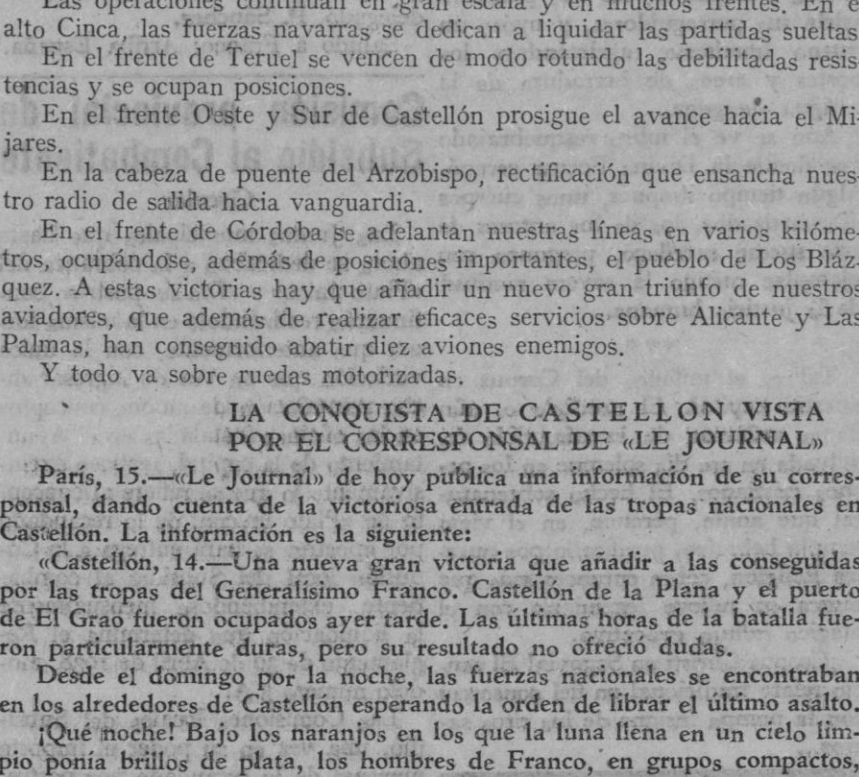 Las operaciones continúan en gran escala y en muchos frentes. En e
alto Cinca, las fuerzas navarras se dedican a liquidar las partidas sueltas
En el frente de Teruel se vencen de modo rotundo las debilitadas resis
tencias y se ocupan posiciones.
En el frente Oeste y Sur de Castellón prosigue el avance hacia el Mi-
jares.
En la cabeza de puente del Arzobispo, rectificación que ensancha nues-
tro radio de salida hacia vanguardia.
En el frente de Córdoba se adelantan nuestras líneas en varios kilóme-
tros, ocupándose, además de posiciones importantes, el pueblo de Los Bláz-
quez. A estas victorias hay que añadir un nuevo gran triunfo de nuestros
aviadores, que además de realizar eficaces servicios sobre Alicante y Las
Palmas, han conseguido abatir diez aviones enemigos.
Y todo va sobre ruedas motorizadas.
LA CONQUISTA DE CASTELLON VISTA
POR EL CORRESPONSAL DE «LE JOURNAL»
París, 15.—«Le Journal» de hoy publica una información de su corres-
ponsal, dando cuenta de la victoriosa entrada de las tropas nacionales en
Castellón. La información es la siguiente:
«Castellón, 14.—Una nueva gran victoria que añadir a las conseguidas
por las tropas del Generalísimo Franco. Castellón de la Plana y el puerto
de El Grao fueron ocupados ayer tarde. Las últimas horas de la batalla fue-
ron particularmente duras, pero su resultado no ofreció dudas.
Desde el domingo por la noche, las fuerzas nacionales se encontraban
en los alrededores de Castellón esperando la orden de librar el último asalto.
¡Qué noche! Bajo los naranjos en los que la luna llena en un cielo lim-
pio ponía brillos de plata, los hombres de Franco, en grupos compactos,